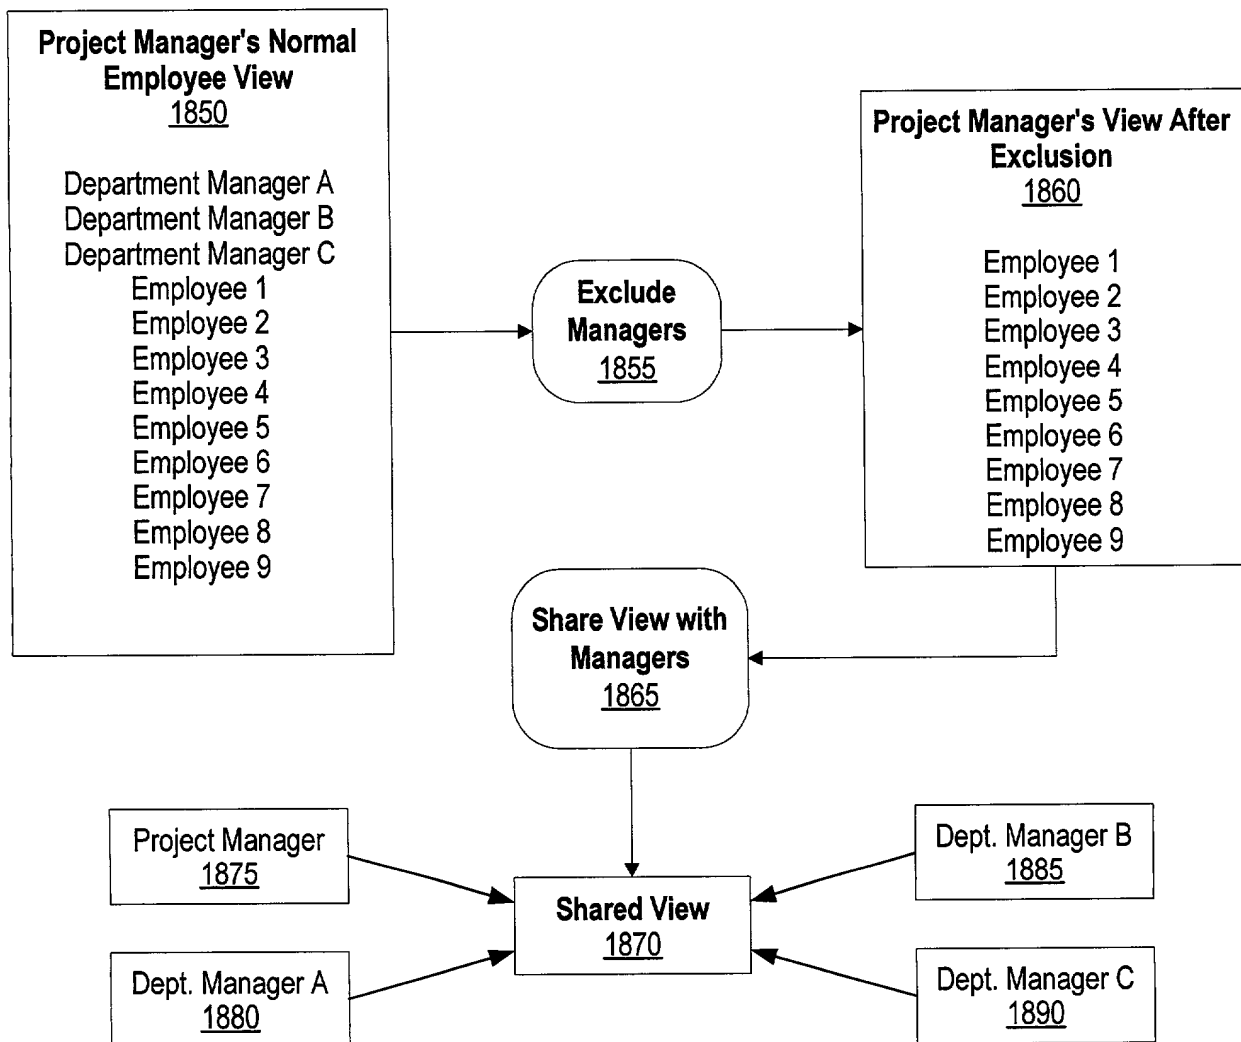 Project Manager's Normal
Employee View
1850
Department Manager A
Department Manager B
Department Manager C
Employee 1
Employee 2
Employee 3
Employee 4
Employee 5
Employee 6
Employee 7
Employee 8
Employee 9
Exclude
Managers
1855
Project Manager's View After
Exclusion
1860
Employee 1
Employee 2
Employee 3
Employee 4
Employee 5
Employee 6
Employee 7
Employee 8
Employee 9
Share View with
Managers
1865
Project Manager
1875
Dept. Manager A
1880
Shared View
1870
Dept. Manager B
1885
Dept. Manager C
1890